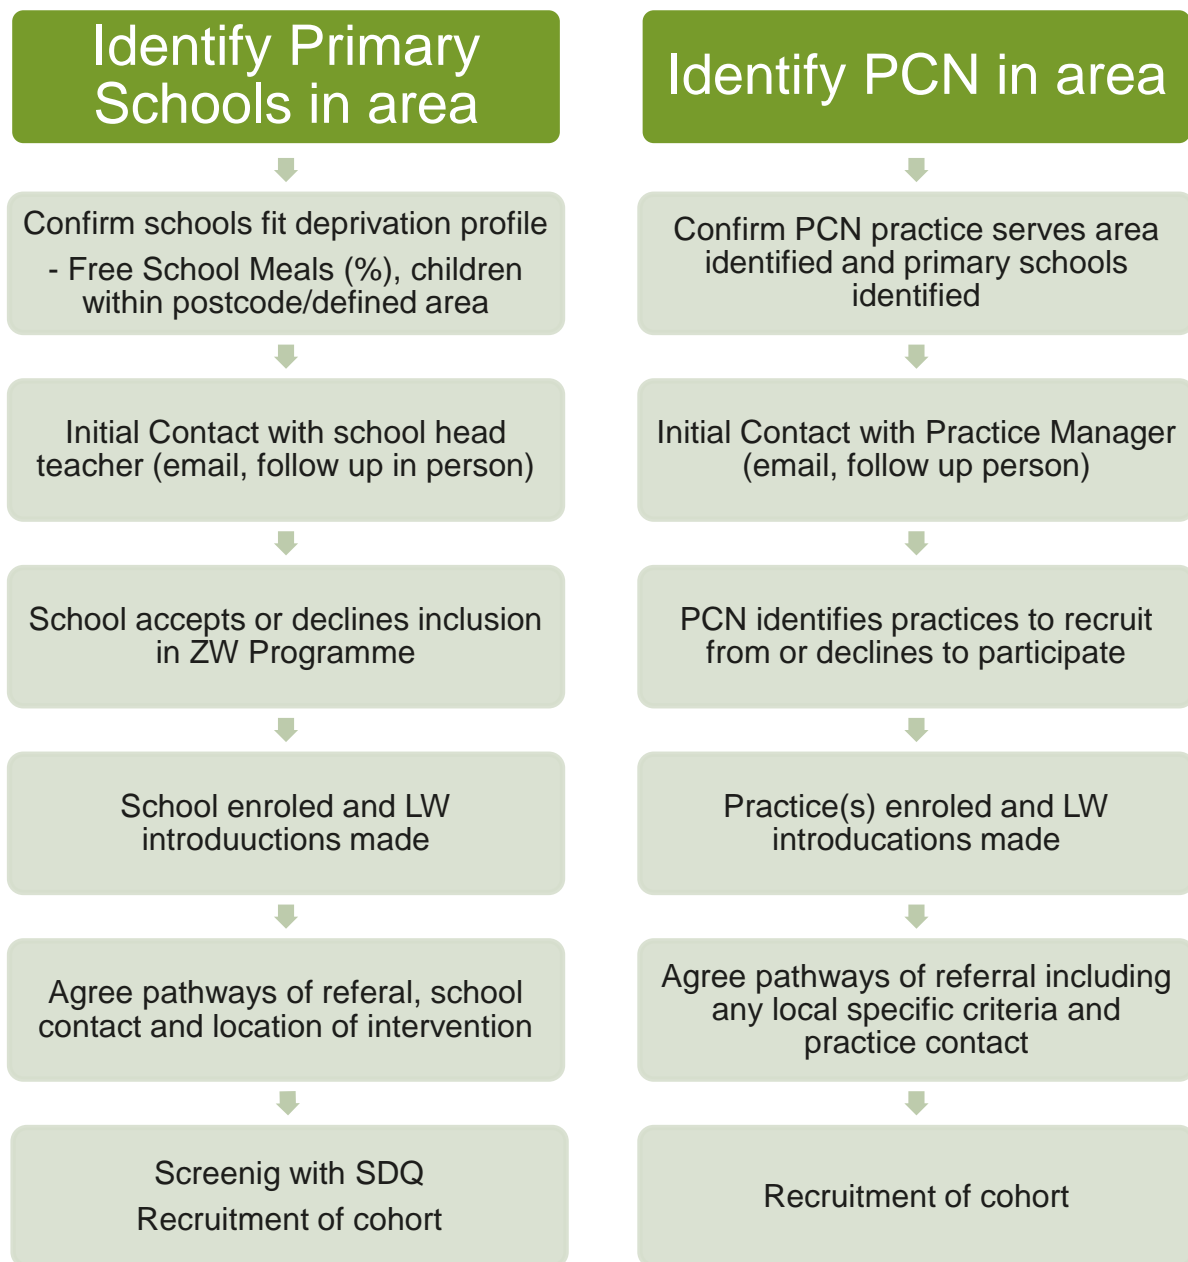 Identify Primary
Schools in area
Confirm schools fit deprivation profile
- Free School Meals (%), children
within postcode/defined area
Initial Contact with school head
teacher (email, follow up in person)
School accepts or declines inclusion
in ZW Programme
School enroled and LW
introduuctions made
Agree pathways of referal, school
contact and location of intervention
Screenig with SDQ
Recruitment of cohort
Identify PCN in area
Confirm PCN practice serves area
identified and primary schools
identified
Initial Contact with Practice Manager
(email, follow up person)
PCN identifies practices to recruit
from or declines to participate
Practice(s) enroled and LW
introducations made
Agree pathways of referral including
any local specific criteria and
practice contact
Recruitment of cohort